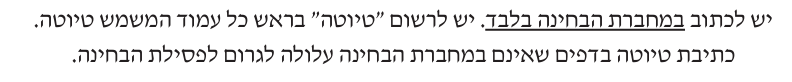 יש לכתוב במחברת הבחינה בלבד. יש לרשום "טיוטה" בראש כל עמוד המשמש טיוטה.
כתיבת טיוטה בדפים שאינם במחברת הבחינה עלולה לגרום לפסילת הבחינה.